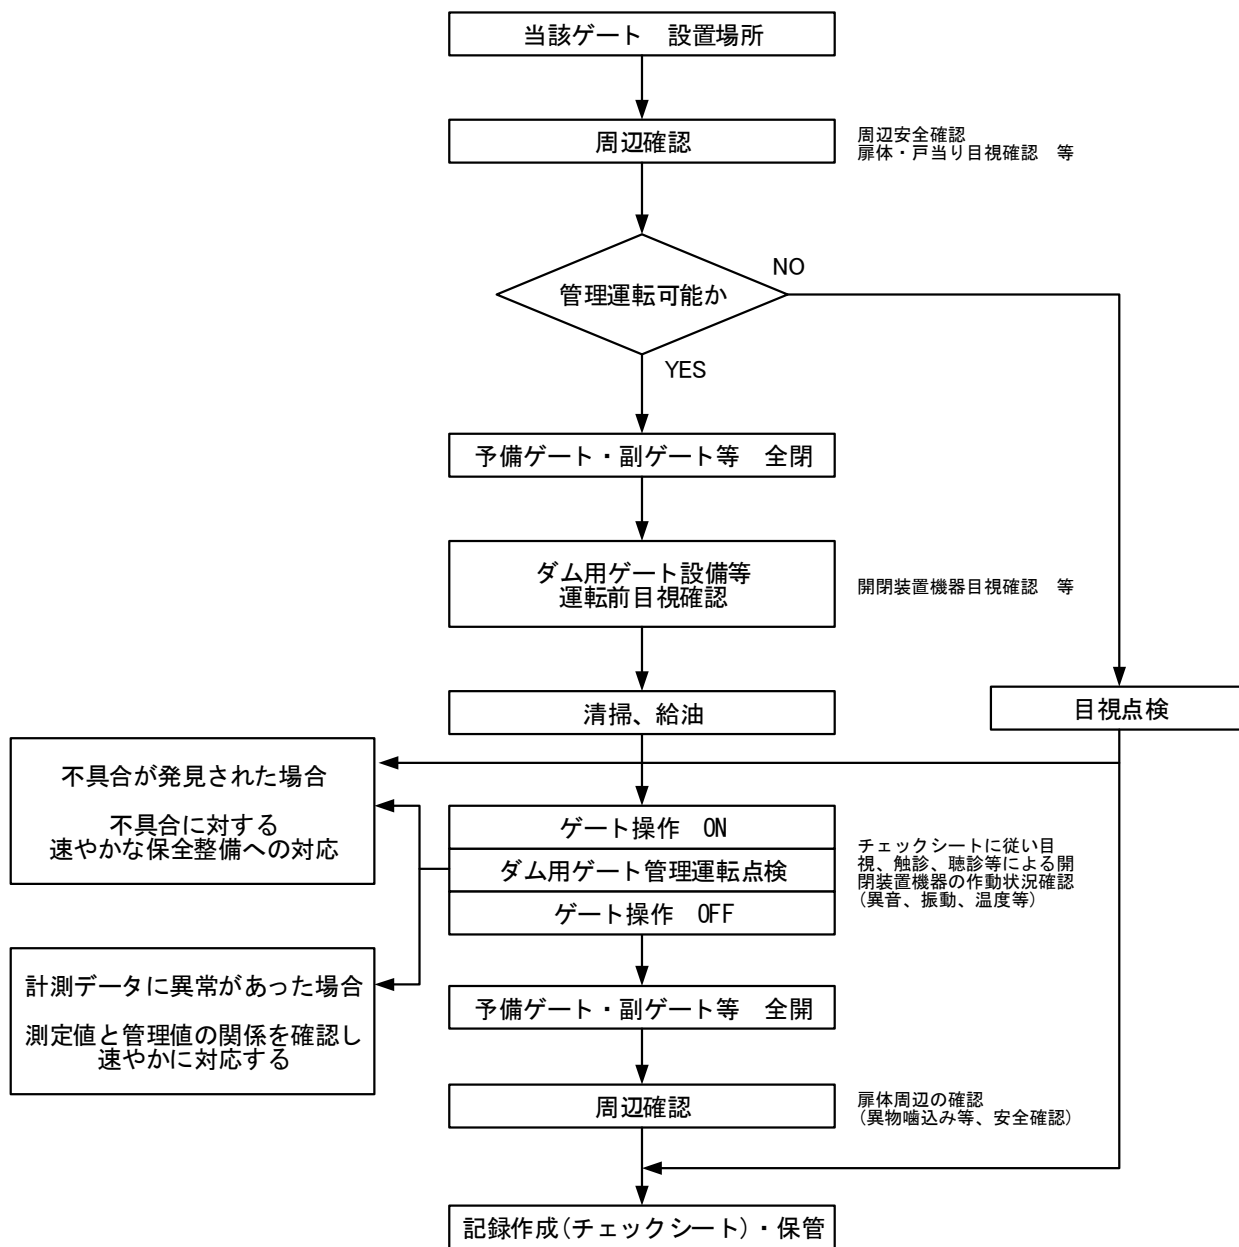 当該ゲート　設置場所
周辺確認
周辺安全確認
扉体・戸当り目視確認　等
管理運転可能か
NO
YES
予備ゲート・副ゲート等　全閉
ダム用ゲート設備等
運転前目視確認
開閉装置機器目視確認　等
清掃、給油
目視点検
不具合が発見された場合
不具合に対する
速やかな保全整備への対応
ゲート操作　ON
ダム用ゲート管理運転点検
ゲート操作　OFF
チェックシートに従い目
視、触診、聴診等による開
閉装置機器の作動状況確認
(異音、振動、温度等)
計測データに異常があった場合
測定値と管理値の関係を確認し
速やかに対応する
予備ゲート・副ゲート等　全開
周辺確認
扉体周辺の確認
(異物噛込み等、安全確認)
記録作成(チェックシート)・保管